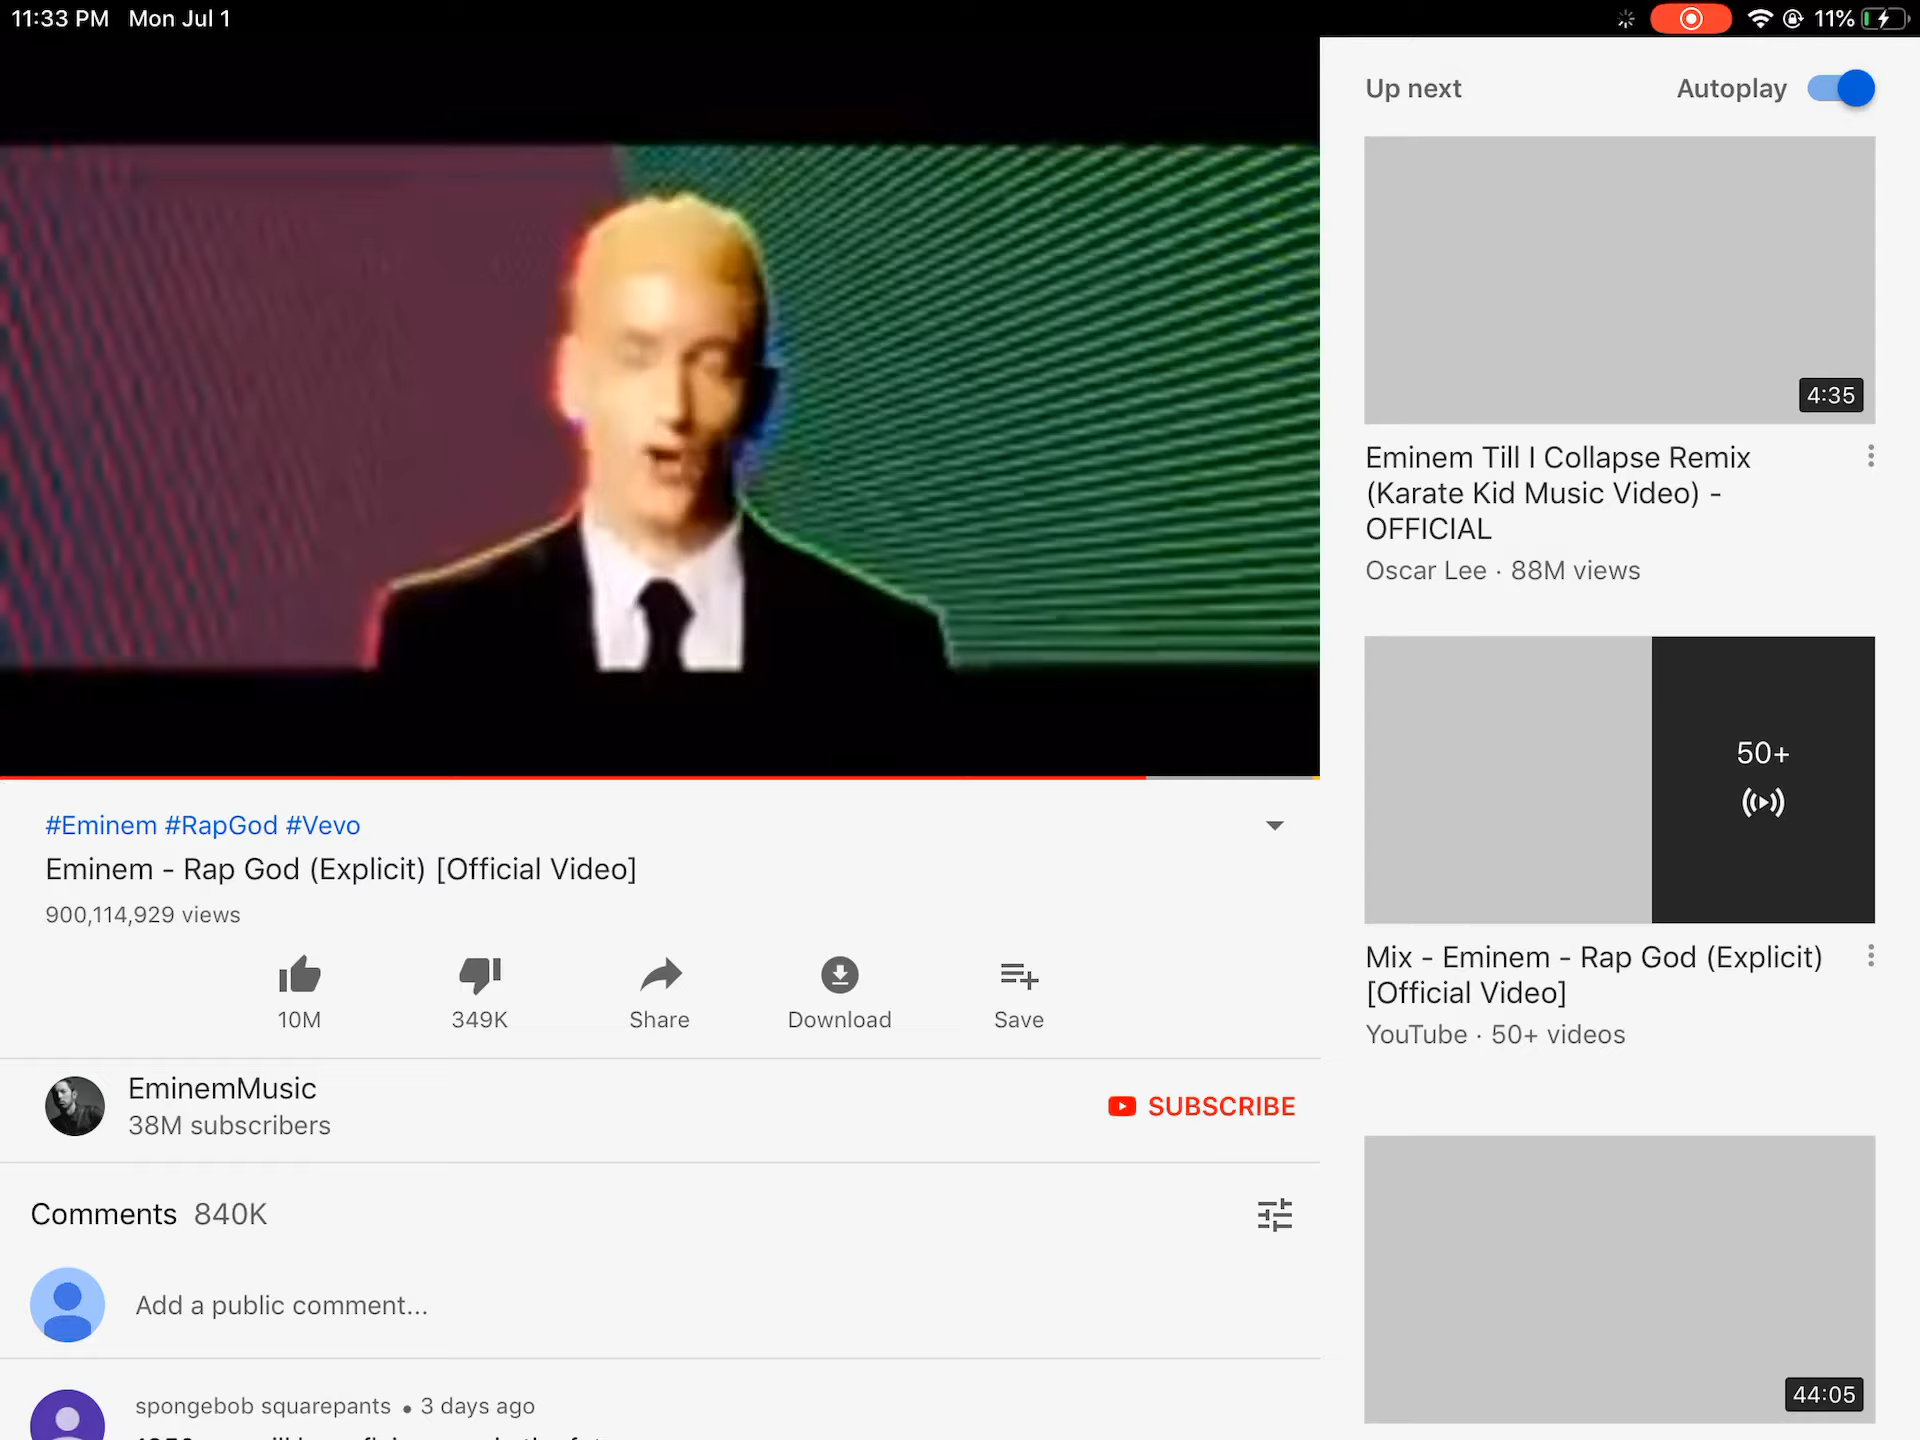 11:33 PM Mon Jul 1
11%
Up next
Autoplay
4:35
Eminem Till I Collapse Remix
(Karate Kid Music Video) -
OFFICIAL
Oscar Lee · 88M views
50+
Mix - Eminem - Rap God (Explicit)
[Official Video]
YouTube · 50+ videos
44:05
#Eminem #RapGod #Vevo
Eminem - Rap God (Explicit) [Official Video]
900,114,929 views
10M
349K
Share
Download
Save
EminemMusic
38M subscribers
SUBSCRIBE
Comments 840K
Add a public comment...
spongebob squarepants • 3 days ago